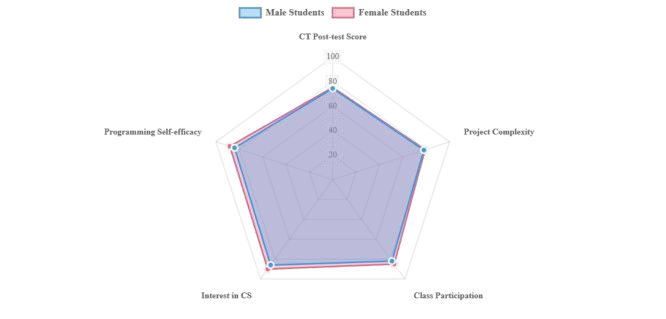 Male Students Female Students
CT Post-test Score
100
80
60
40
20
Programming Self-efficacy
Project Complexity
Interest in CS
Class Participation